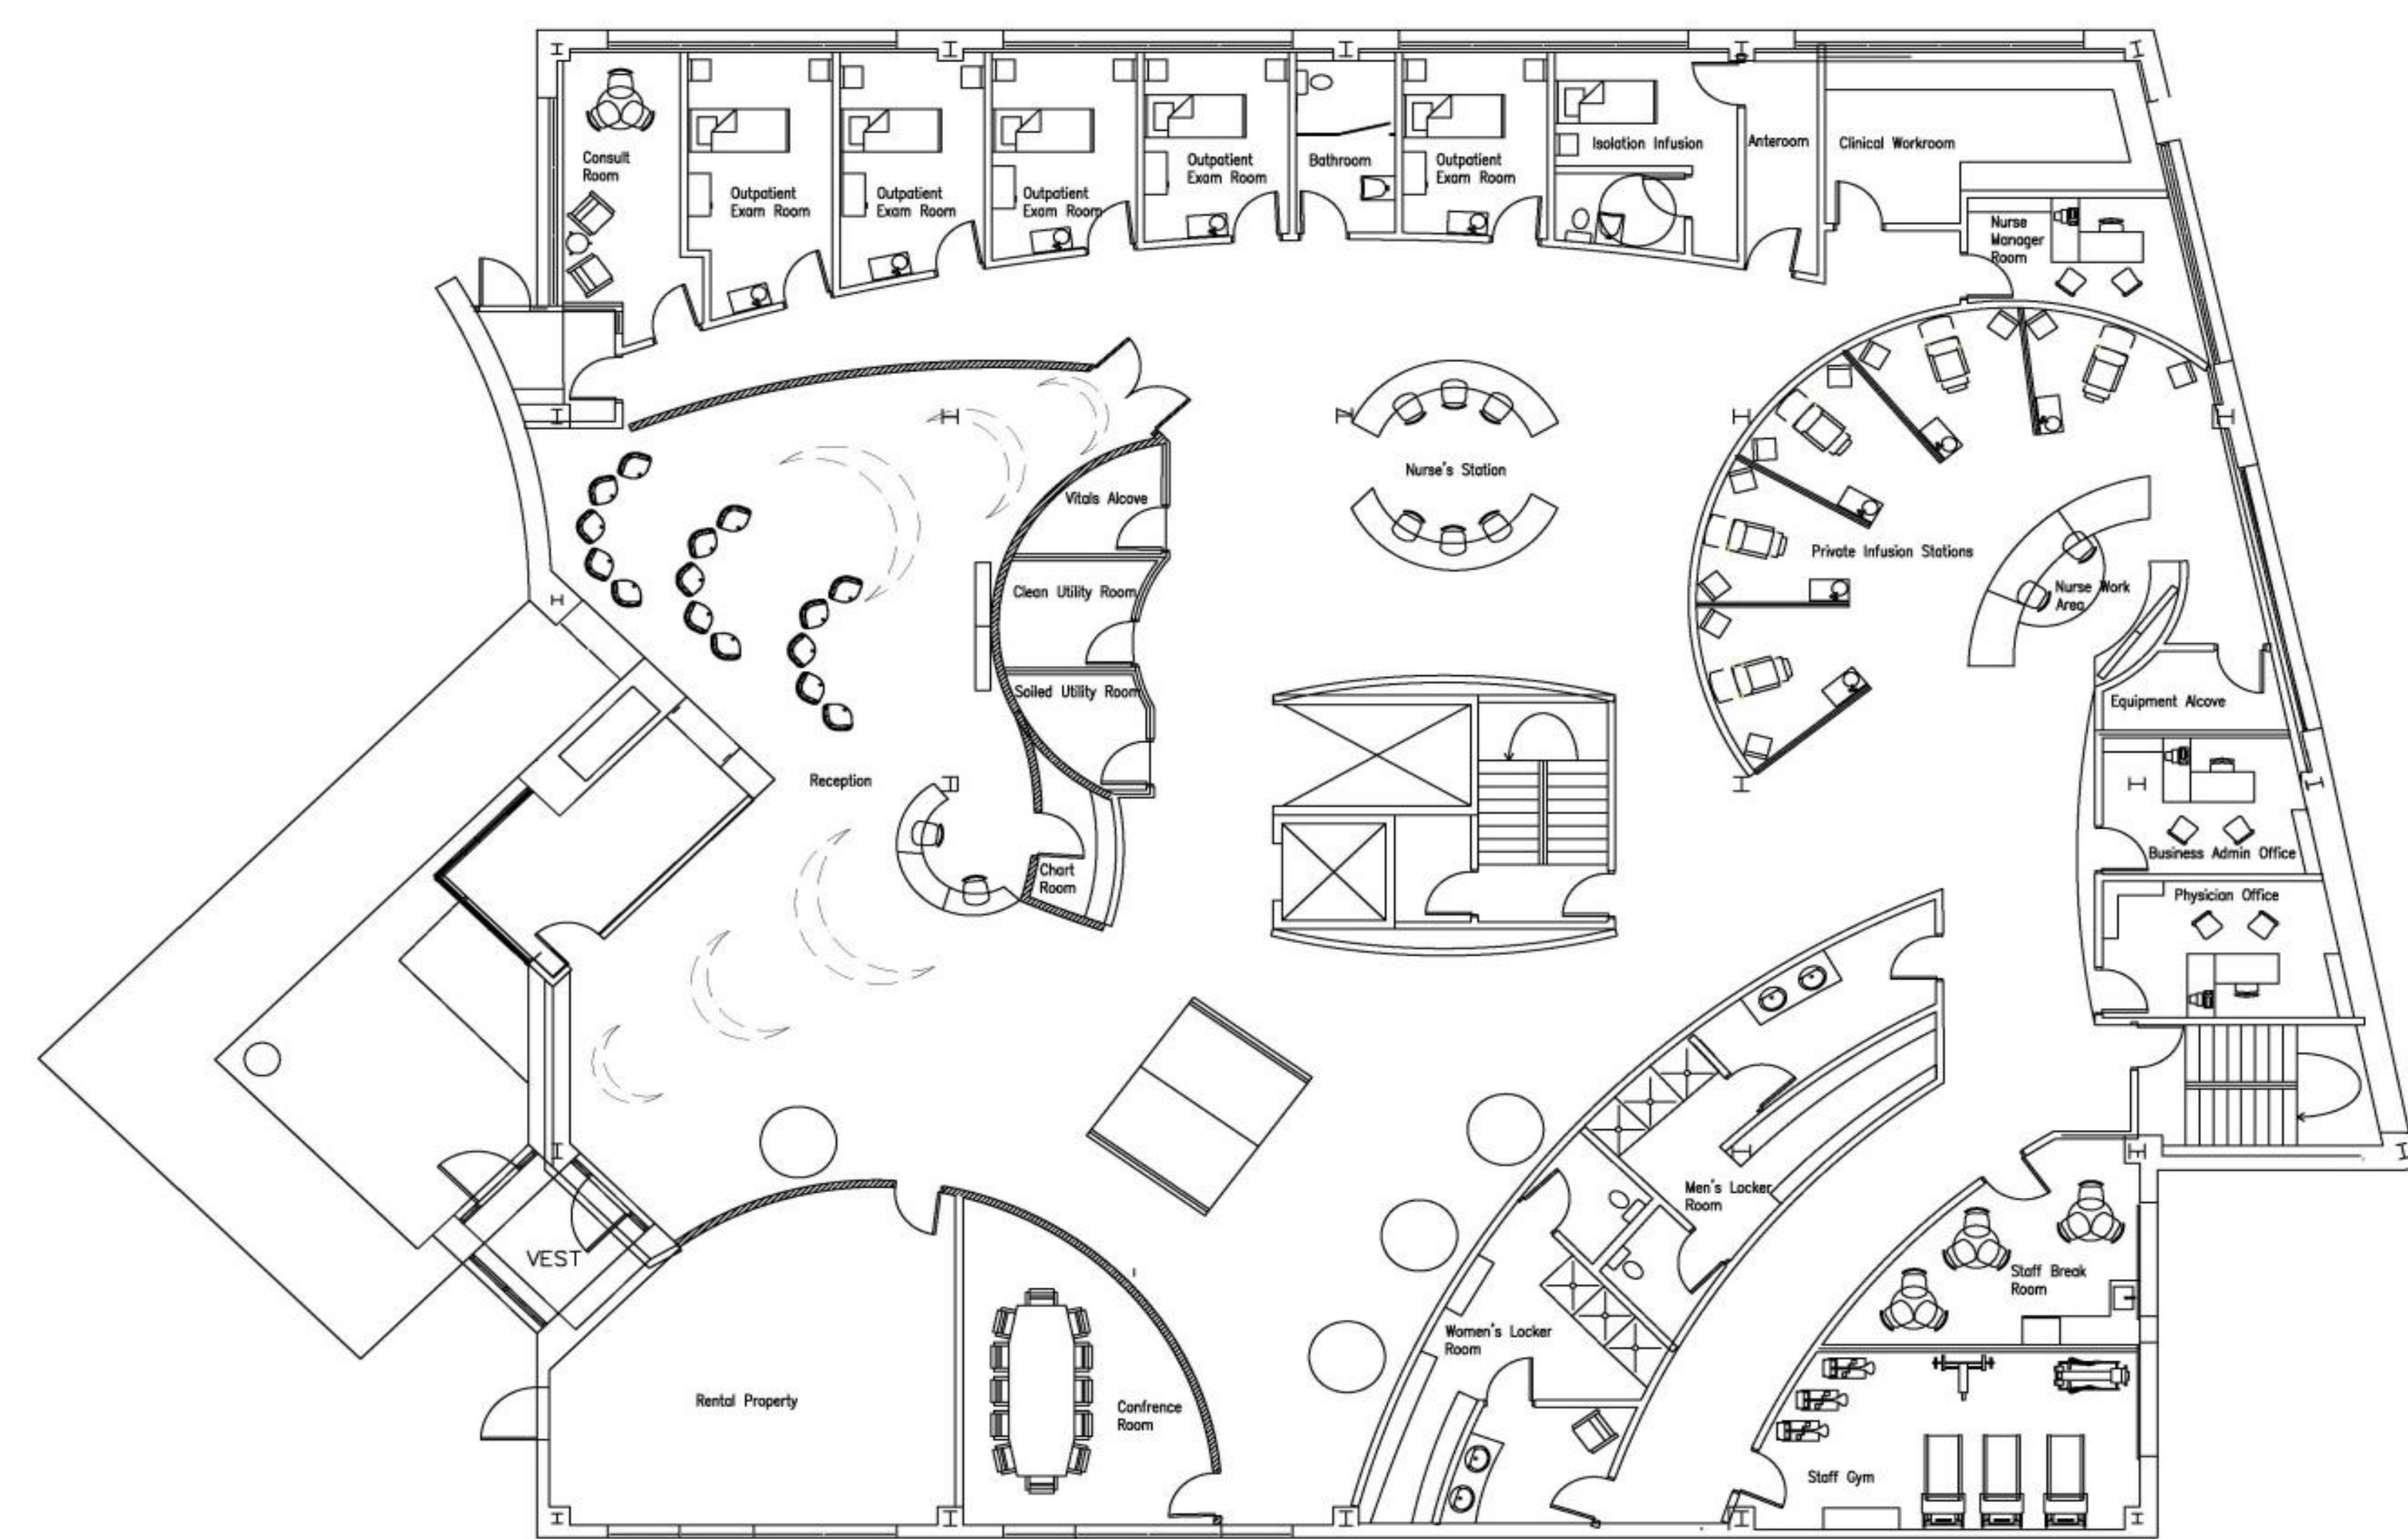 Consult
Room
Outpatient
Exam Room
Outpatient
Exam Room
Outpatient
Exam Room
Outpatient
Exam Room
Bathroom
Outpatient
Exam Room
Isolation Infusion
Anteroom
Clinical Workroom
Nurse
Manager
Room
Nurse's Station
Vitals Alcove
Clean Utility Room
Soiled Utility Room
Private Infusion Stations
Nurse Work
Area
Equipment Alcove
Reception
Chart
Room
Business Admin Office
Physician Office
Men's Locker
Room
VEST
Staff Break
Room
Women's Locker
Room
Rental Property
Confrence
Room
Staff Gym